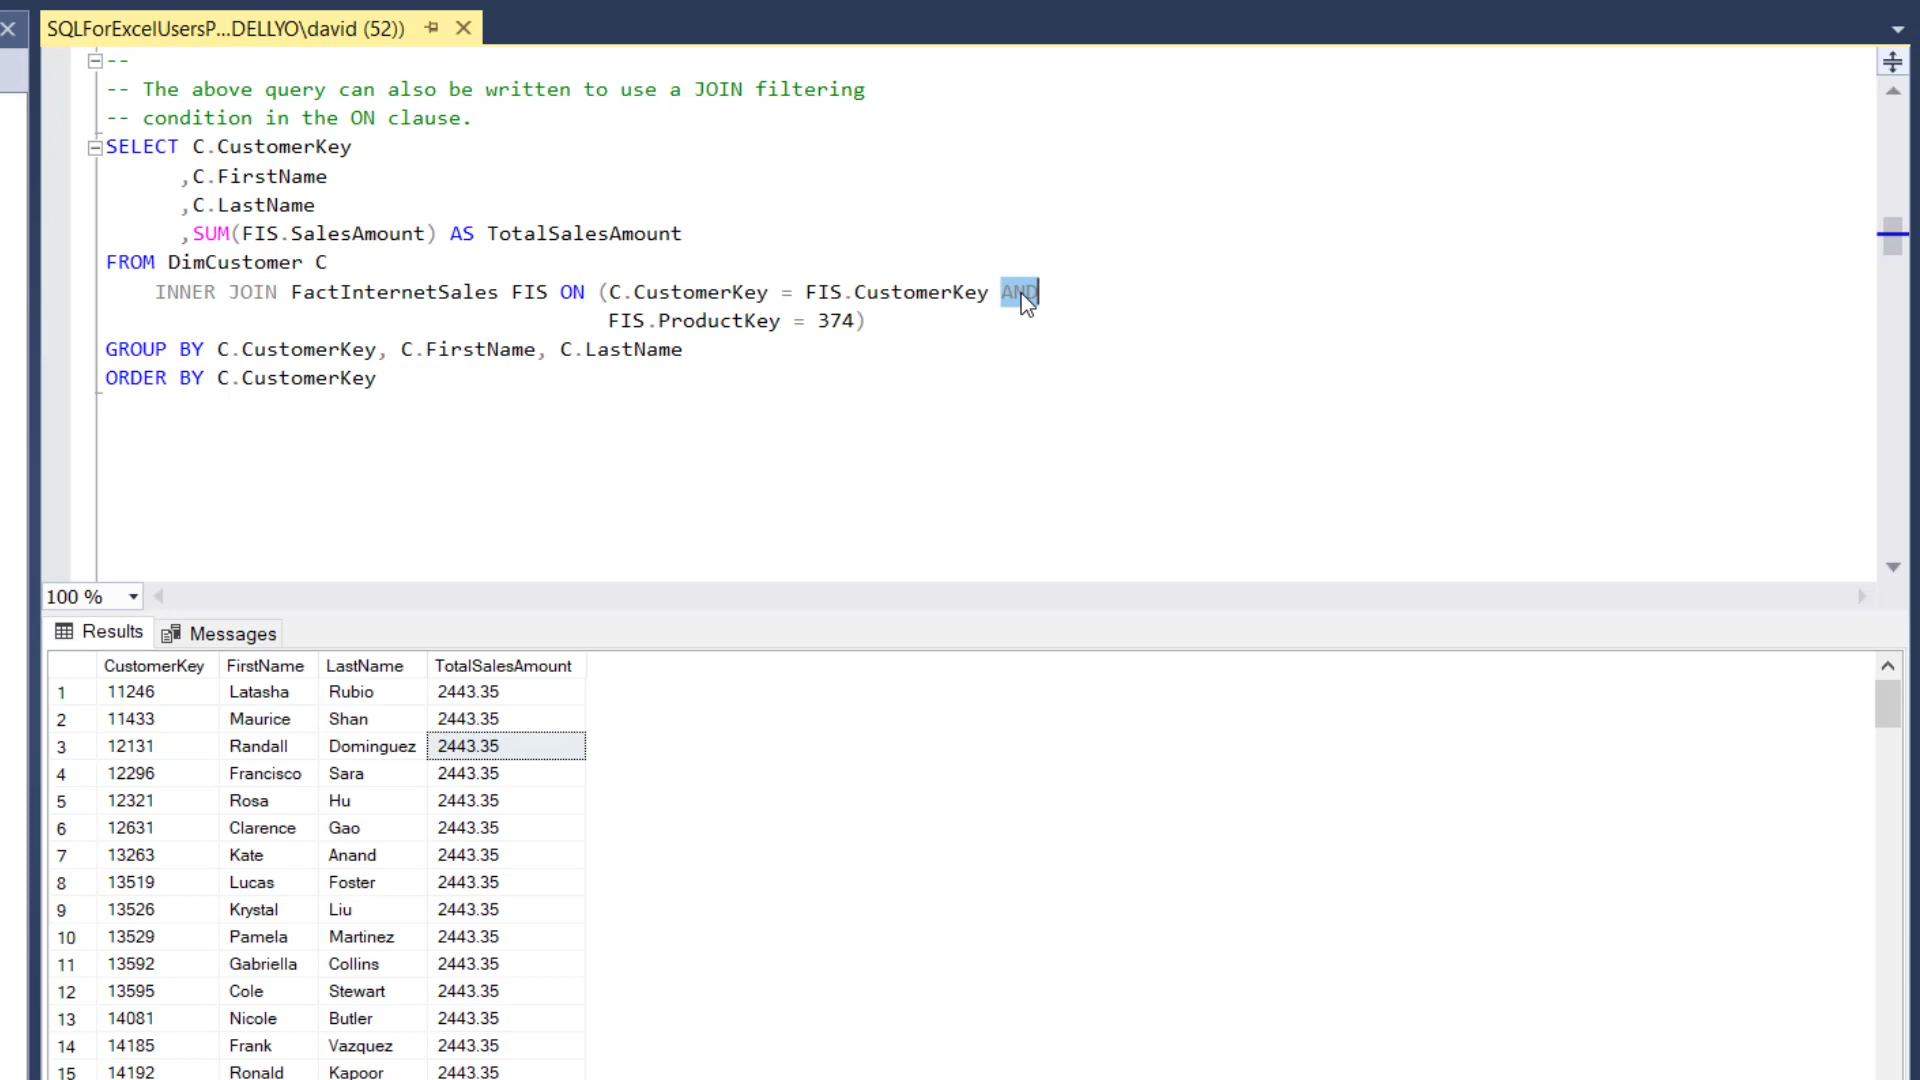 SQLForExcelUsersP...DELLYO\david (52))
--
-- The above query can also be written to use a JOIN filtering
-- condition in the ON clause.
SELECT C.CustomerKey
,C.FirstName
,C.LastName
,SUM(FIS.SalesAmount) AS TotalSalesAmount
FROM DimCustomer C
INNER JOIN FactInternetSales FIS ON (C.CustomerKey = FIS.CustomerKey AND
FIS.ProductKey = 374)
GROUP BY C.CustomerKey, C.FirstName, C.LastName
ORDER BY C.CustomerKey
100 %
Results Messages
CustomerKey FirstName LastName TotalSalesAmount
1 11246 Latasha Rubio 2443.35
2 11433 Maurice Shan 2443.35
3 12131 Randall Dominguez 2443.35
4 12296 Francisco Sara 2443.35
5 12321 Rosa Hu 2443.35
6 12631 Clarence Gao 2443.35
7 13263 Kate Anand 2443.35
8 13519 Lucas Foster 2443.35
9 13526 Krystal Liu 2443.35
10 13529 Pamela Martinez 2443.35
11 13592 Gabriella Collins 2443.35
12 13595 Cole Stewart 2443.35
13 14081 Nicole Butler 2443.35
14 14185 Frank Vazquez 2443.35
15 14192 Ronald Kapoor 2443.35